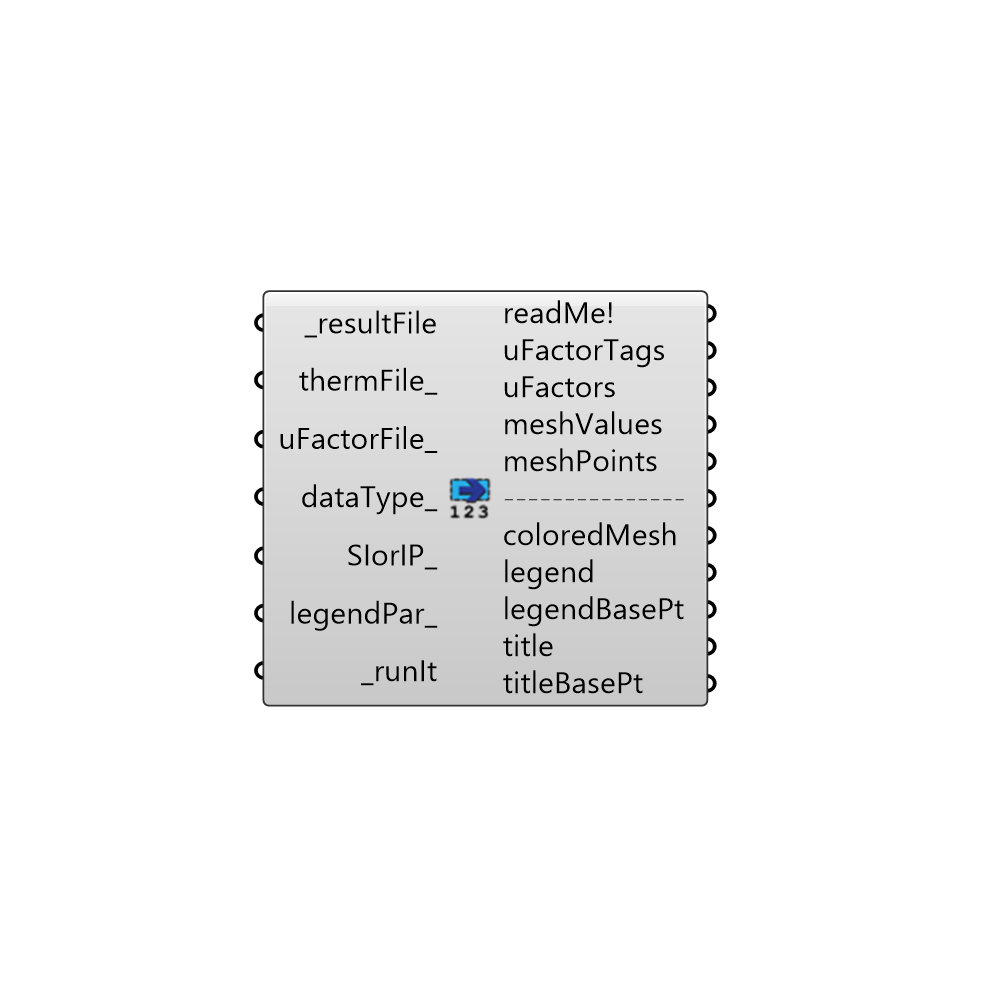 _resultFile
thermFile_
uFactorFile_
dataType_
SIorIP_
legendPar_
_runIt
123
readMe!
uFactorTags
uFactors
meshValues
meshPoints
---------------
coloredMesh
legend
legendBasePt
title
titleBasePt